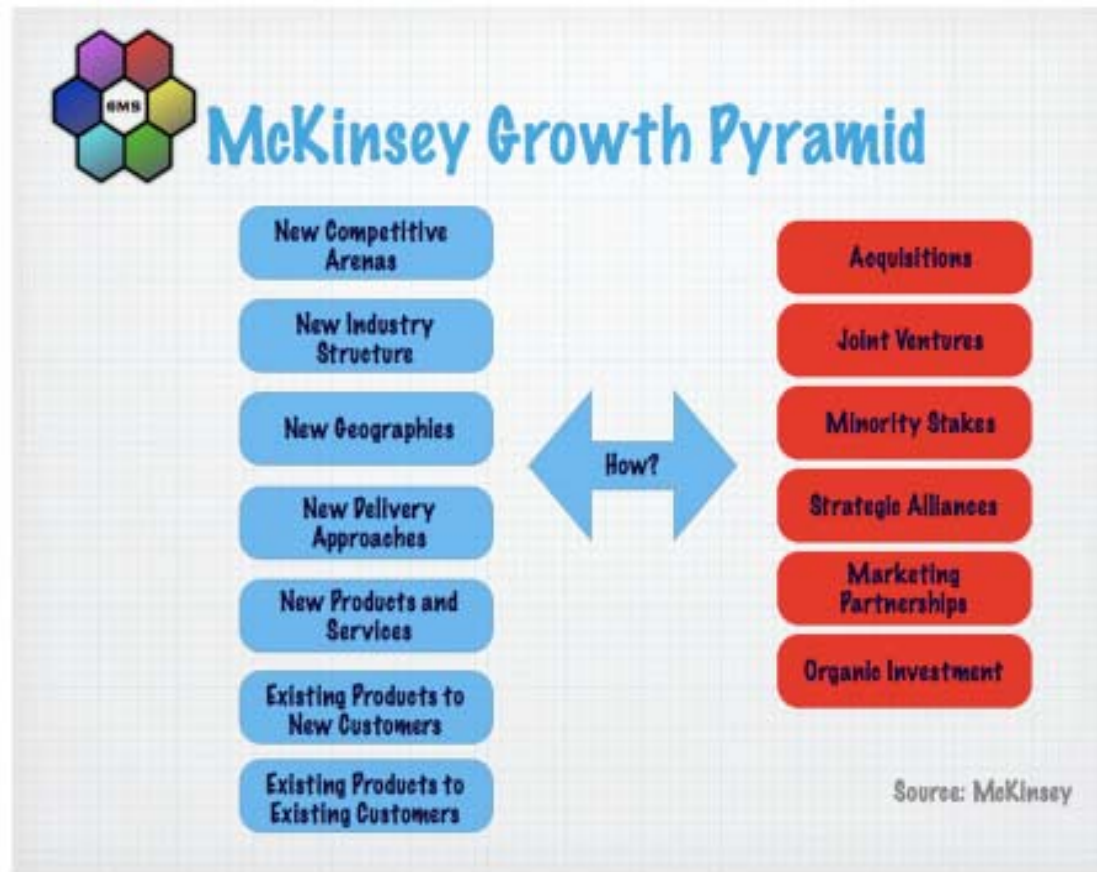 6MS
McKinsey Growth Pyramid
New Competitive
Arenas
New Industry
Structure
New Geographies
New Delivery
Approaches
New Products and
Services
Existing Products to
New Customers
Existing Products to
Existing Customers
How?
Acquisitions
Joint Ventures
Minority Stakes
Strategic Alliances
Marketing
Partnerships
Organic Investment
Source: McKinsey